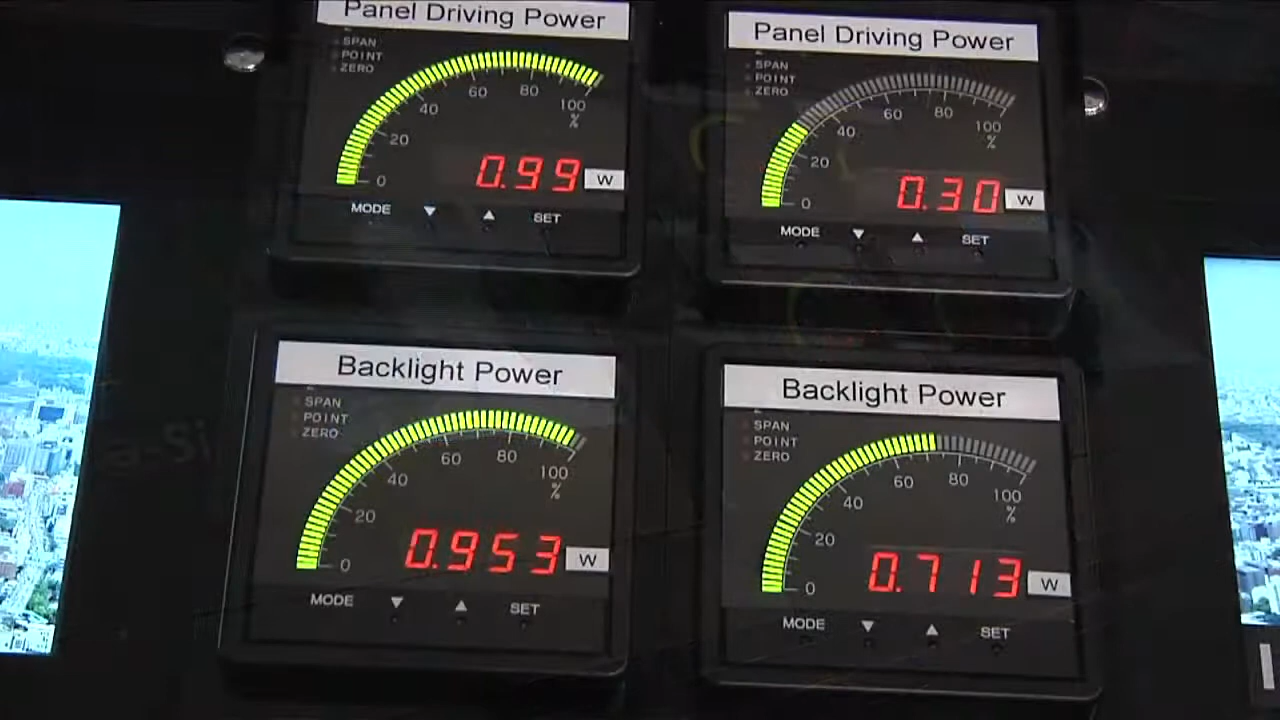 Panel Driving Power
SPAN
POINT
ZERO
0
20
40
60
80
100
%
0.99 W
MODE ▼ ▲ SET
Panel Driving Power
SPAN
POINT
ZERO
0
20
40
60
80
100
%
0.30 W
MODE ▼ ▲ SET
a-Si
Backlight Power
SPAN
POINT
ZERO
0
20
40
60
80
100
%
0.953 W
MODE ▼ ▲ SET
Backlight Power
SPAN
POINT
ZERO
0
20
40
60
80
100
%
0.713 W
MODE ▼ ▲ SET